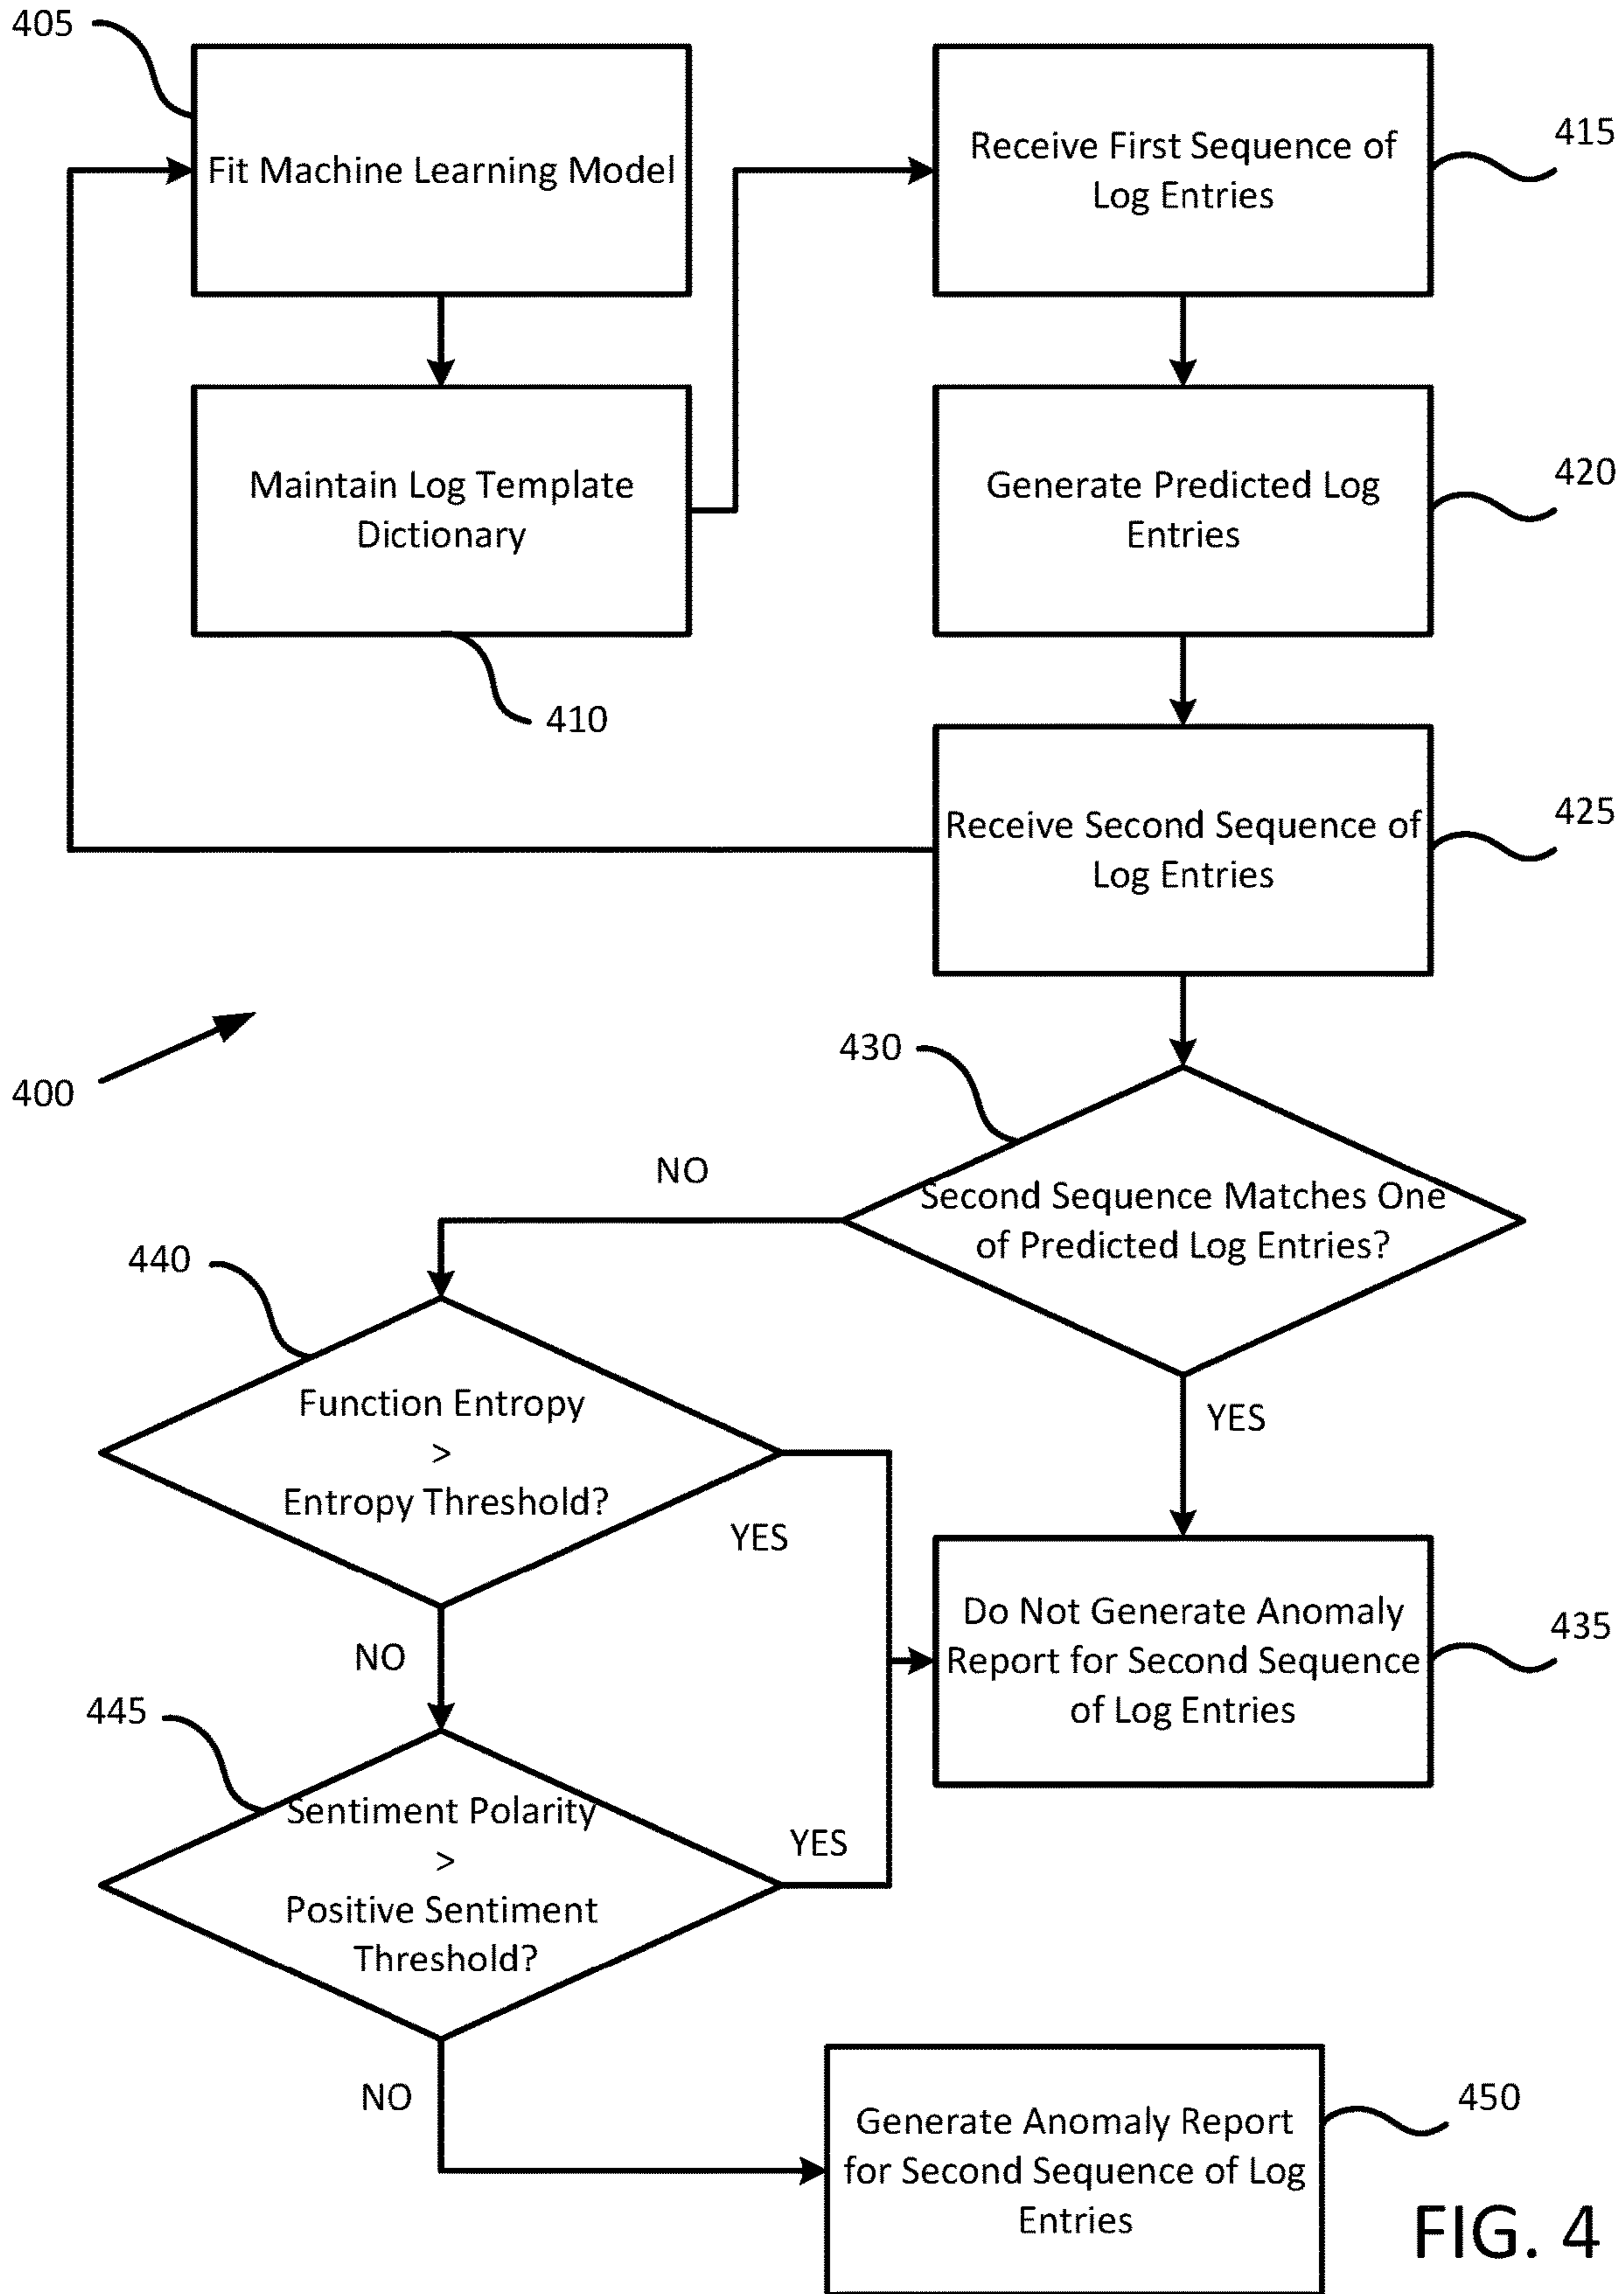 405
Fit Machine Learning Model
Maintain Log Template
Dictionary
410
Receive First Sequence of
Log Entries
415
Generate Predicted Log
Entries
420
Receive Second Sequence of
Log Entries
425
400
430
Second Sequence Matches One
of Predicted Log Entries?
NO
YES
440
Function Entropy
>
Entropy Threshold?
YES
NO
Do Not Generate Anomaly
Report for Second Sequence
of Log Entries
435
445
Sentiment Polarity
>
Positive Sentiment
Threshold?
YES
NO
Generate Anomaly Report
for Second Sequence of Log
Entries
450
FIG. 4